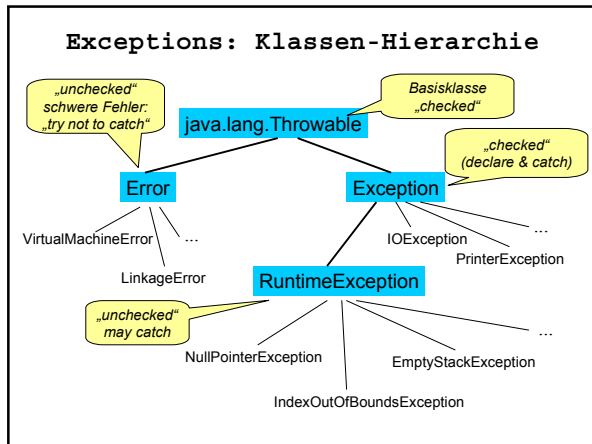 Exceptions: Klassen-Hierarchie
„unchecked“
schwere Fehler:
„try not to catch“
Basisklasse
„checked“
java.lang.Throwable
„checked“
(declare & catch)
Error
Exception
VirtualMachineError
...
LinkageError
IOException
...
PrinterException
RuntimeException
„unchecked“
may catch
...
NullPointerException
EmptyStackException
IndexOutOfBoundsException